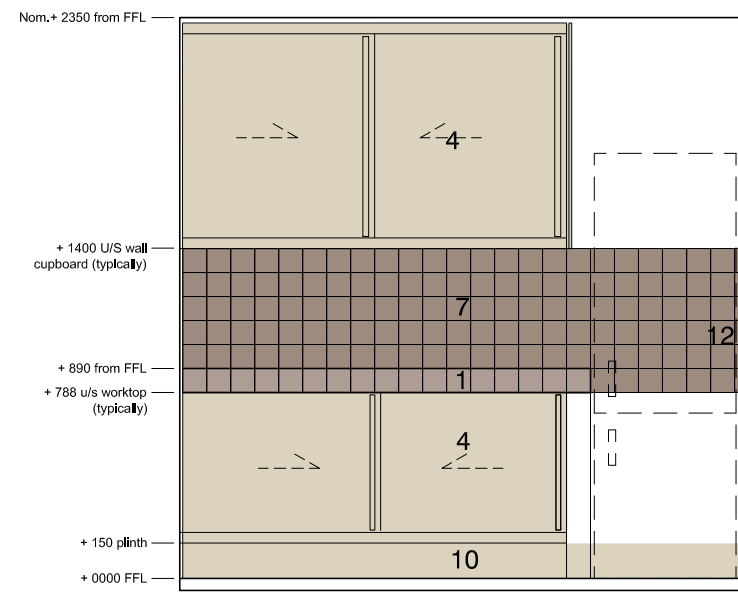 Nom.+ 2350 from FFL
4
+ 1400 U/S wall
cupboard (typically)
7
12
+ 890 from FFL
1
+ 788 u/s worktop
(typically)
4
+ 150 plinth
10
+ 0000 FFL